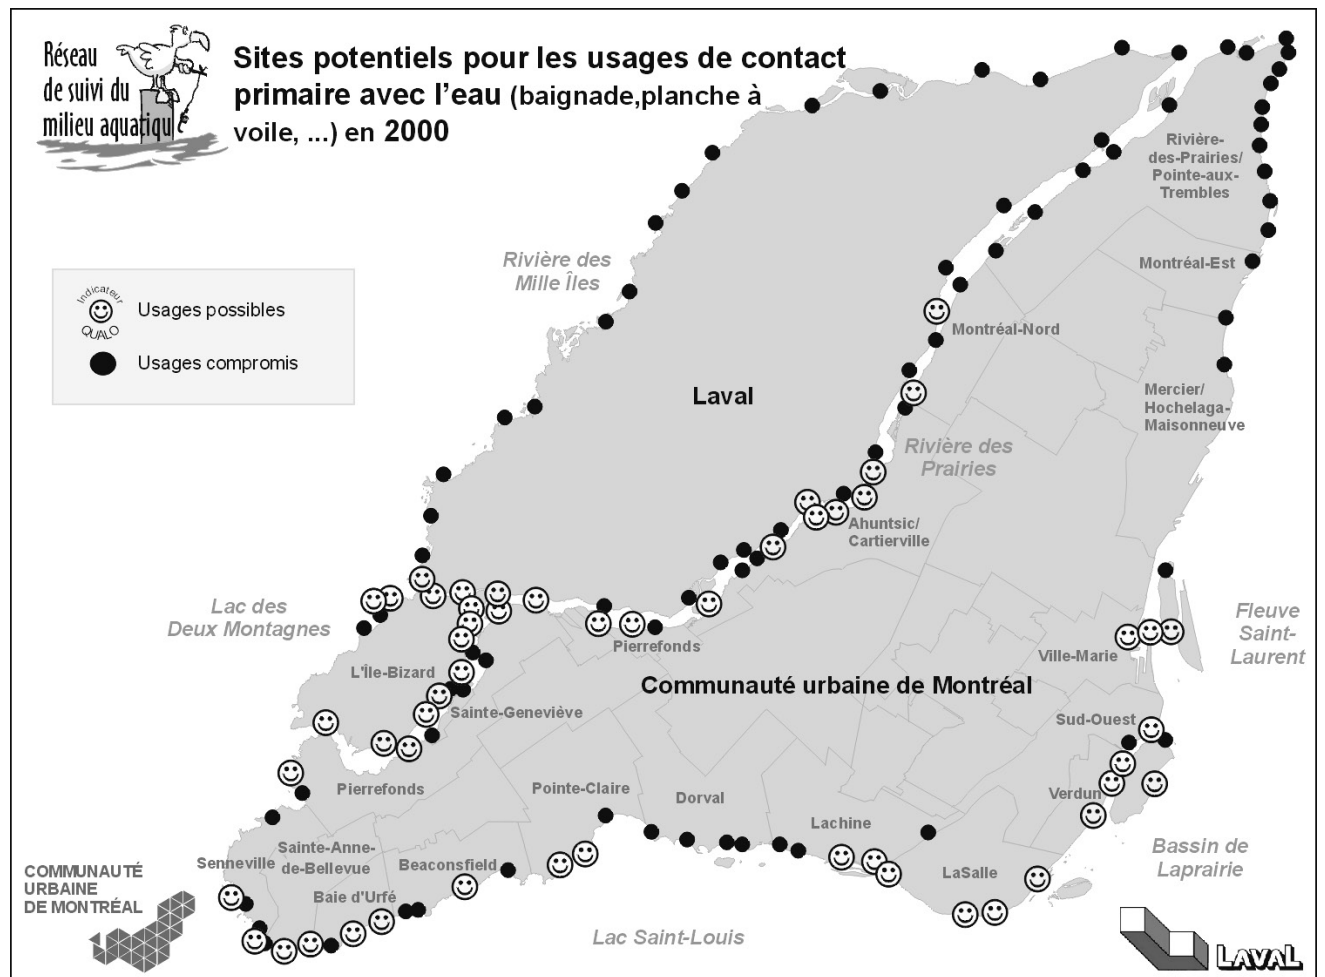 Réseau
de suivi du
milieu aquatique
Sites potentiels pour les usages de contact
primaire avec l'eau (baignade,planche à
voile, ...) en 2000
Indicateur
QUALO
Usages possibles
Usages compromis
Rivière des
Mille Îles
Rivière-
des-Prairies/
Pointe-aux-
Trembles
Montréal-Est
Montréal-Nord
Laval
Mercier/
Hochelaga-
Maisonneuve
Rivière des
Prairies
Ahuntsic/
Cartierville
Lac des
Deux Montagnes
Fleuve
Saint-
Laurent
Pierrefonds
Ville-Marie
L'Île-Bizard
Communauté urbaine de Montréal
Sainte-Geneviève
Sud-Ouest
Pierrefonds
Pointe-Claire
Dorval
Verdun
Lachine
Sainte-Anne-
de-Bellevue
Senneville
Beaconsfield
LaSalle
Bassin de
Laprairie
Baie d'Urfé
COMMUNAUTÉ
URBAINE
DE MONTRÉAL
Lac Saint-Louis
LAVAL